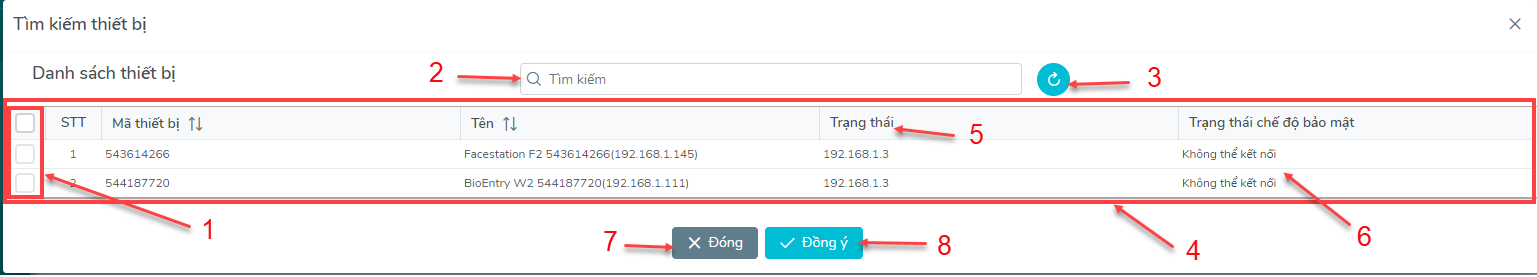 Tìm kiếm thiết bị
Danh sách thiết bị 2 Tìm kiếm 3
STT Mã thiết bị Tên Trạng thái 5 Trạng thái chế độ bảo mật
1 543614266 Facestation F2 543614266(192.168.1.145) 192.168.1.3 Không thể kết nối
2 544187720 BioEntry W2 544187720(192.168.1.111) 192.168.1.3 Không thể kết nối
1 7 Đóng Đồng ý 8 4 6